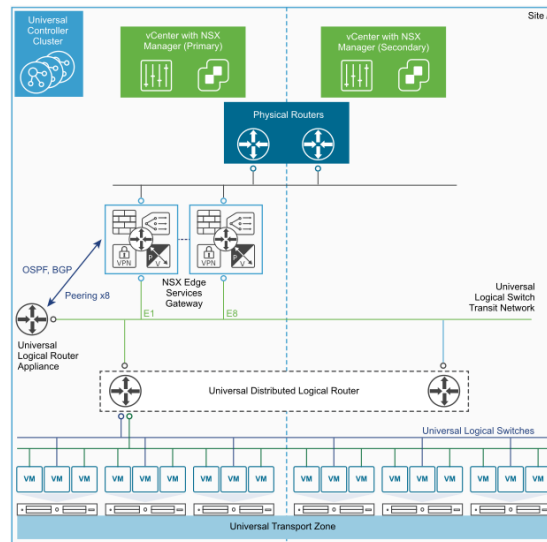 Universal
Controller
Cluster
vCenter with NSX
Manager (Primary)
vCenter with NSX
Manager (Secondary)
Site
Physical Routers
VPN
P
V
VPN
P
V
OSPF, BGP
Peering x8
NSX Edge
Services
Gateway
E1
E8
Universal
Logical Switch
Transit Network
Universal
Logical Router
Appliance
Universal Distributed Logical Router
Universal Logical Switches
VM VM VM VM VM VM VM VM VM VM VM VM VM VM VM VM VM VM
Universal Transport Zone